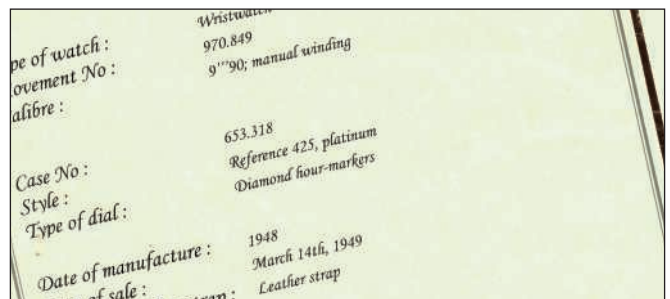 Wristwatch
pe of watch : 970.849
ovement No : 9'''90; manual winding
alibre :
653.318
Case No : Reference 425, platinum
Style : Diamond hour-markers
Type of dial :
1948
Date of manufacture : March 14th, 1949
of sale : Leather strap